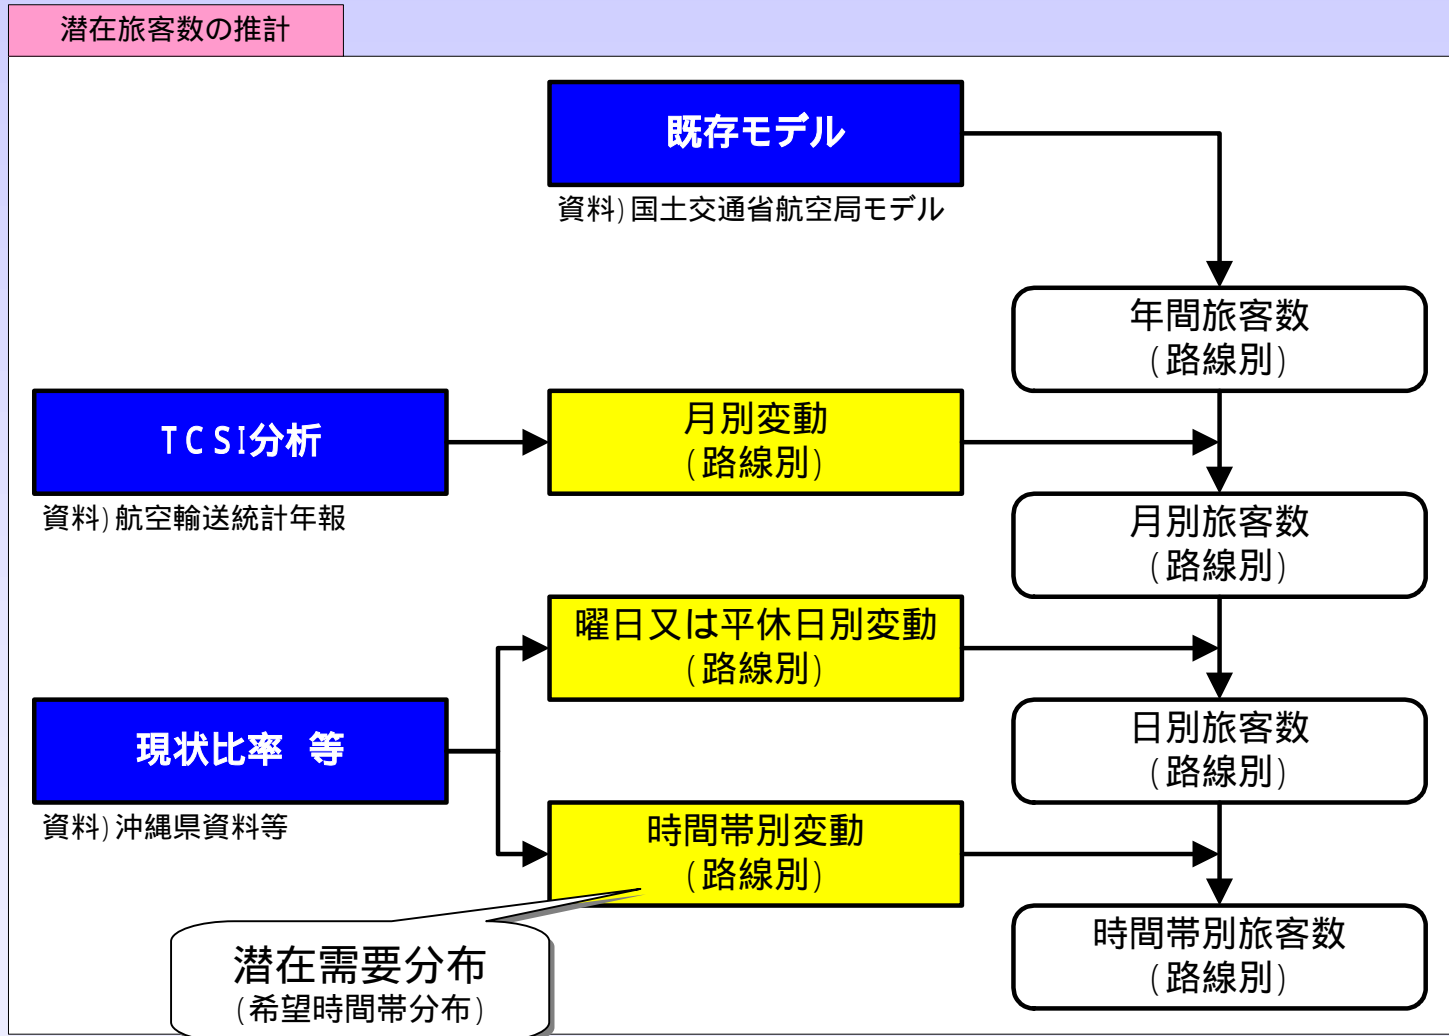 潜在旅客数の推計
既存モデル
資料)国土交通省航空局モデル
年間旅客数
(路線別)
TCSI分析
資料)航空輸送統計年報
月別変動
(路線別)
月別旅客数
(路線別)
曜日又は平休日別変動
(路線別)
現状比率 等
資料)沖縄県資料等
日別旅客数
(路線別)
時間帯別変動
(路線別)
潜在需要分布
(希望時間帯分布)
時間帯別旅客数
(路線別)